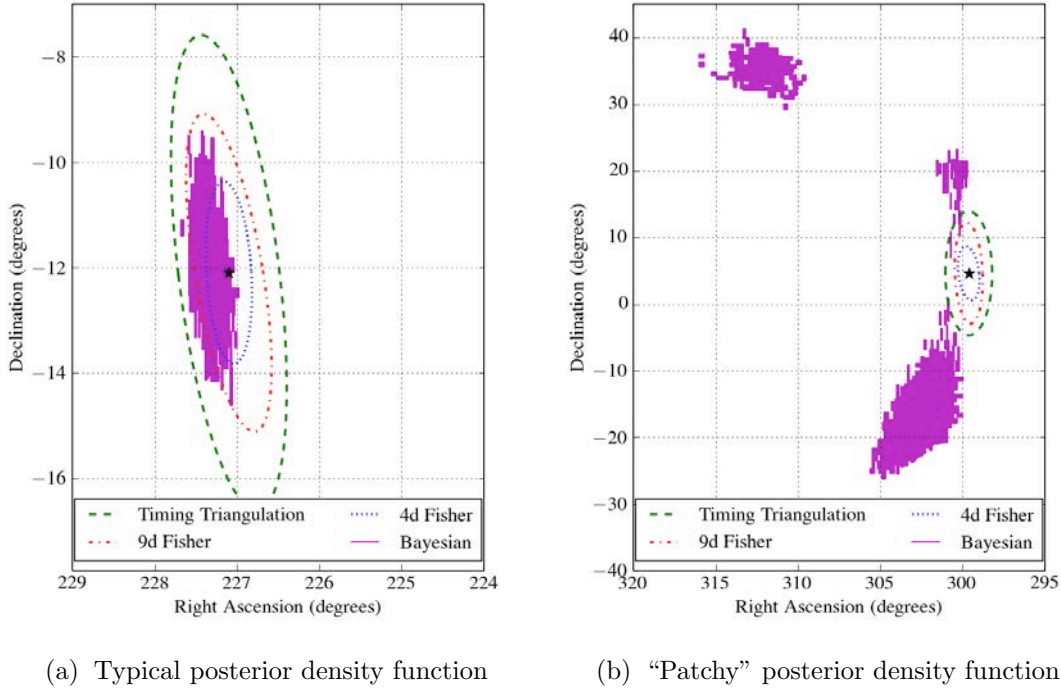 −8
−10
−12
−14
−16
Declination (degrees)
Timing Triangulation
9d Fisher
4d Fisher
Bayesian
229
228
227
226
225
224
Right Ascension (degrees)
(a) Typical posterior density function
40
30
20
10
0
−10
−20
−30
−40
Declination (degrees)
Timing Triangulation
9d Fisher
4d Fisher
Bayesian
320
315
310
305
300
295
Right Ascension (degrees)
(b) “Patchy” posterior density function